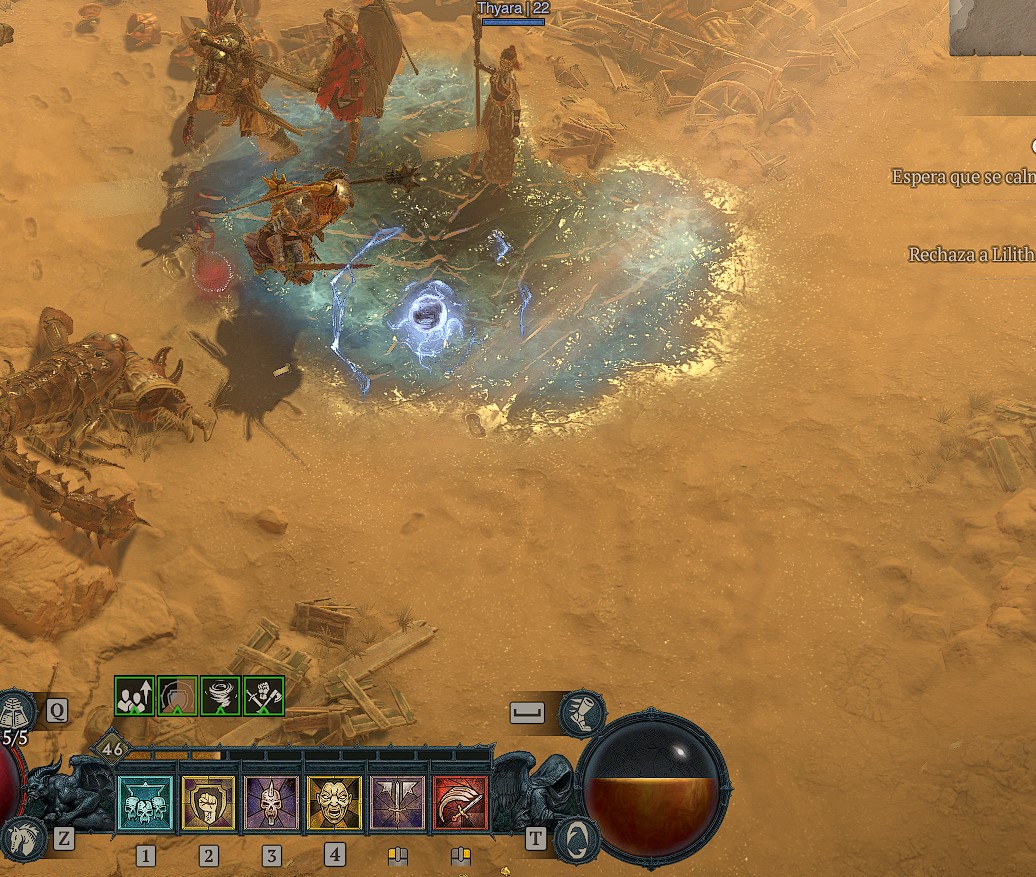 Thyara | 22
Espera que se caln
Rechaza a Lilith
Q
5/5
46
Z
T
1
2
3
4